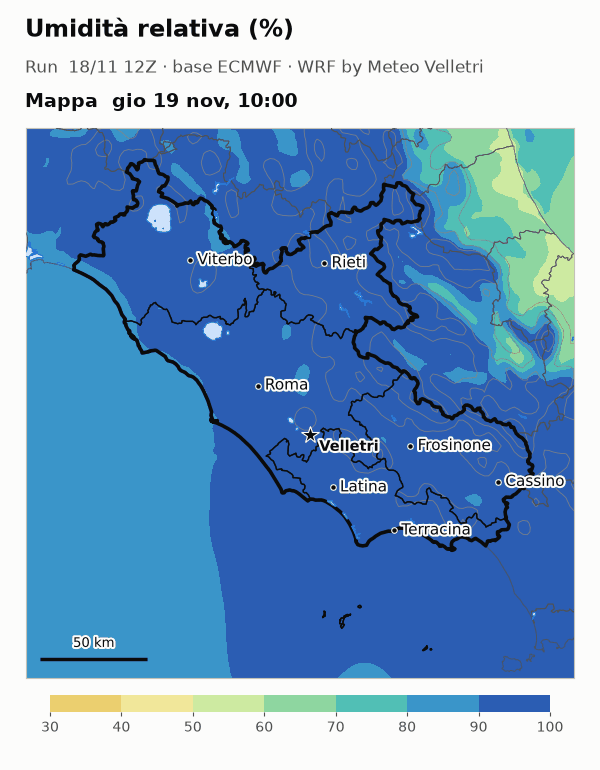 Umidità relativa (%)
Run  18/11 12Z · base ECMWF · WRF by Meteo Velletri
Mappa  gio 19 nov, 10:00
Viterbo
Rieti
Roma
Velletri
Frosinone
Cassino
Latina
Terracina
50 km
30 40 50 60 70 80 90 100